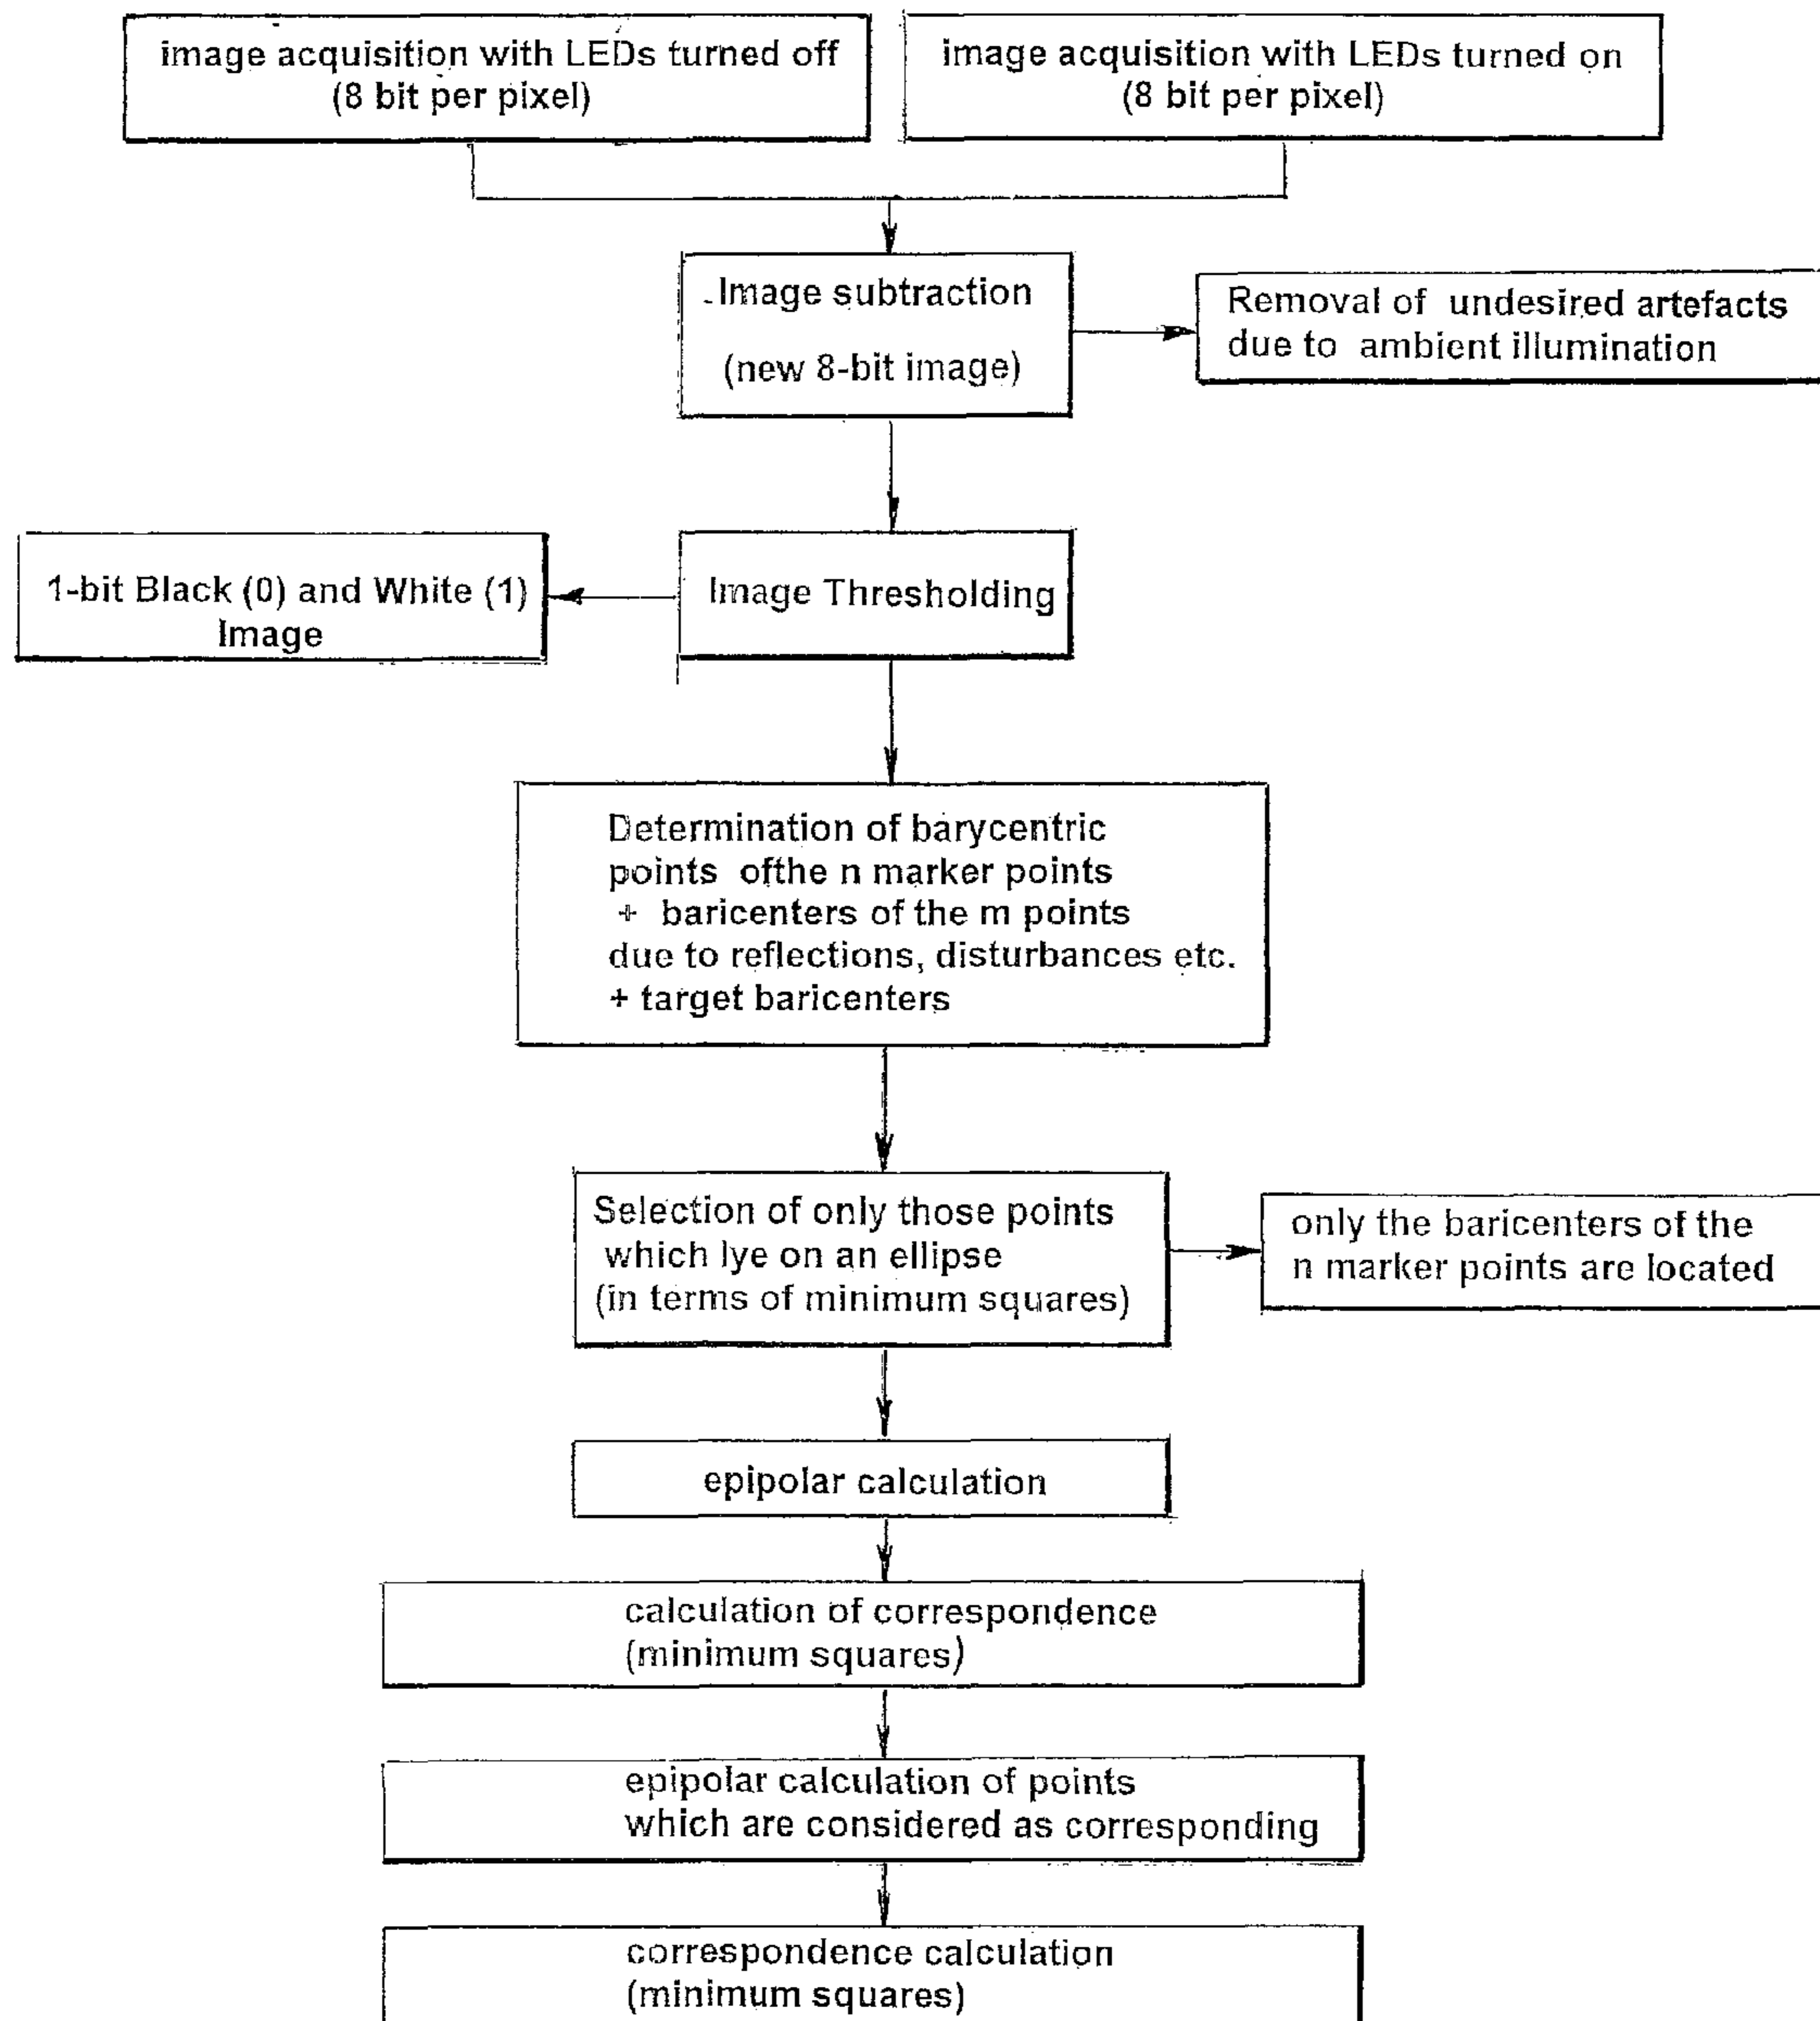 image acquisition with LEDs turned off
(8 bit per pixel)
image acquisition with LEDs turned on
(8 bit per pixel)
Image subtraction
(new 8-bit image)
Removal of undesired artefacts
due to ambient illumination
1-bit Black (0) and White (1)
Image
Image Thresholding
Determination of barycentric
points ofthe n marker points
+ baricenters of the m points
due to reflections, disturbances etc.
+ target baricenters
Selection of only those points
which lye on an ellipse
(in terms of minimum squares)
only the baricenters of the
n marker points are located
epipolar calculation
calculation of correspondence
(minimum squares)
epipolar calculation of points
which are considered as corresponding
correspondence calculation
(minimum squares)